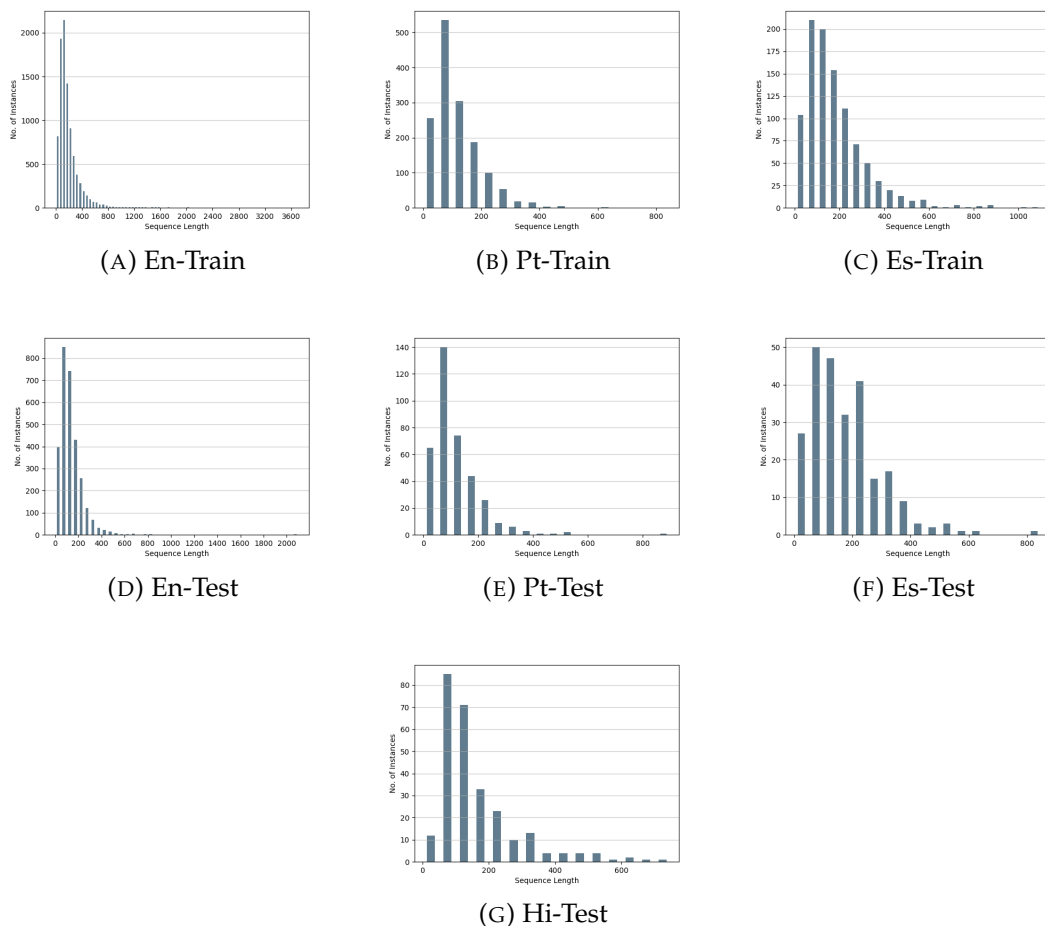 2000
1500
1000
500
0
No. of Instances
0 400 800 1200 1600 2000 2400 2800 3200 3600
Sequence Length
(A) En-Train
500
400
300
200
100
0
No. of Instances
0 200 400 600 800
Sequence Length
(B) Pt-Train
200
175
150
125
100
75
50
25
0
No. of Instances
0 200 400 600 800 1000
Sequence Length
(C) Es-Train
800
700
600
500
400
300
200
100
0
No. of Instances
0 200 400 600 800 1000 1200 1400 1600 1800 2000
Sequence Length
(D) En-Test
140
120
100
80
60
40
20
0
No. of Instances
0 200 400 600 800
Sequence Length
(E) Pt-Test
50
40
30
20
10
0
No. of Instances
0 200 400 600 800
Sequence Length
(F) Es-Test
80
70
60
50
40
30
20
10
0
No. of Instances
0 200 400 600
Sequence Length
(G) Hi-Test